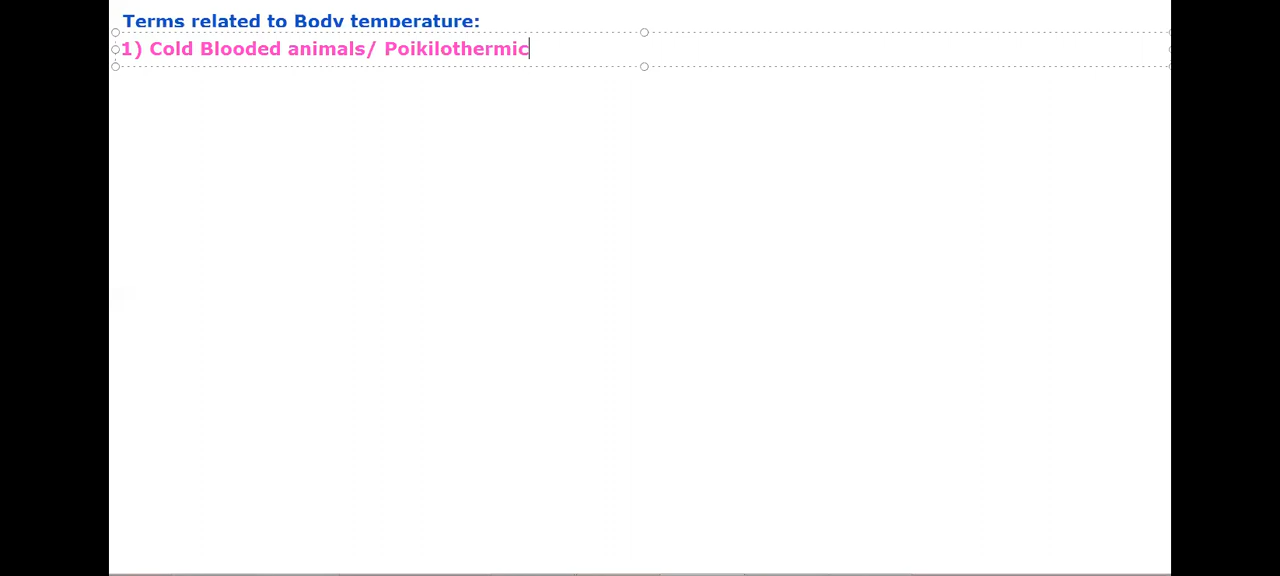 Terms related to Body temperature:
1) Cold Blooded animals/ Poikilothermic